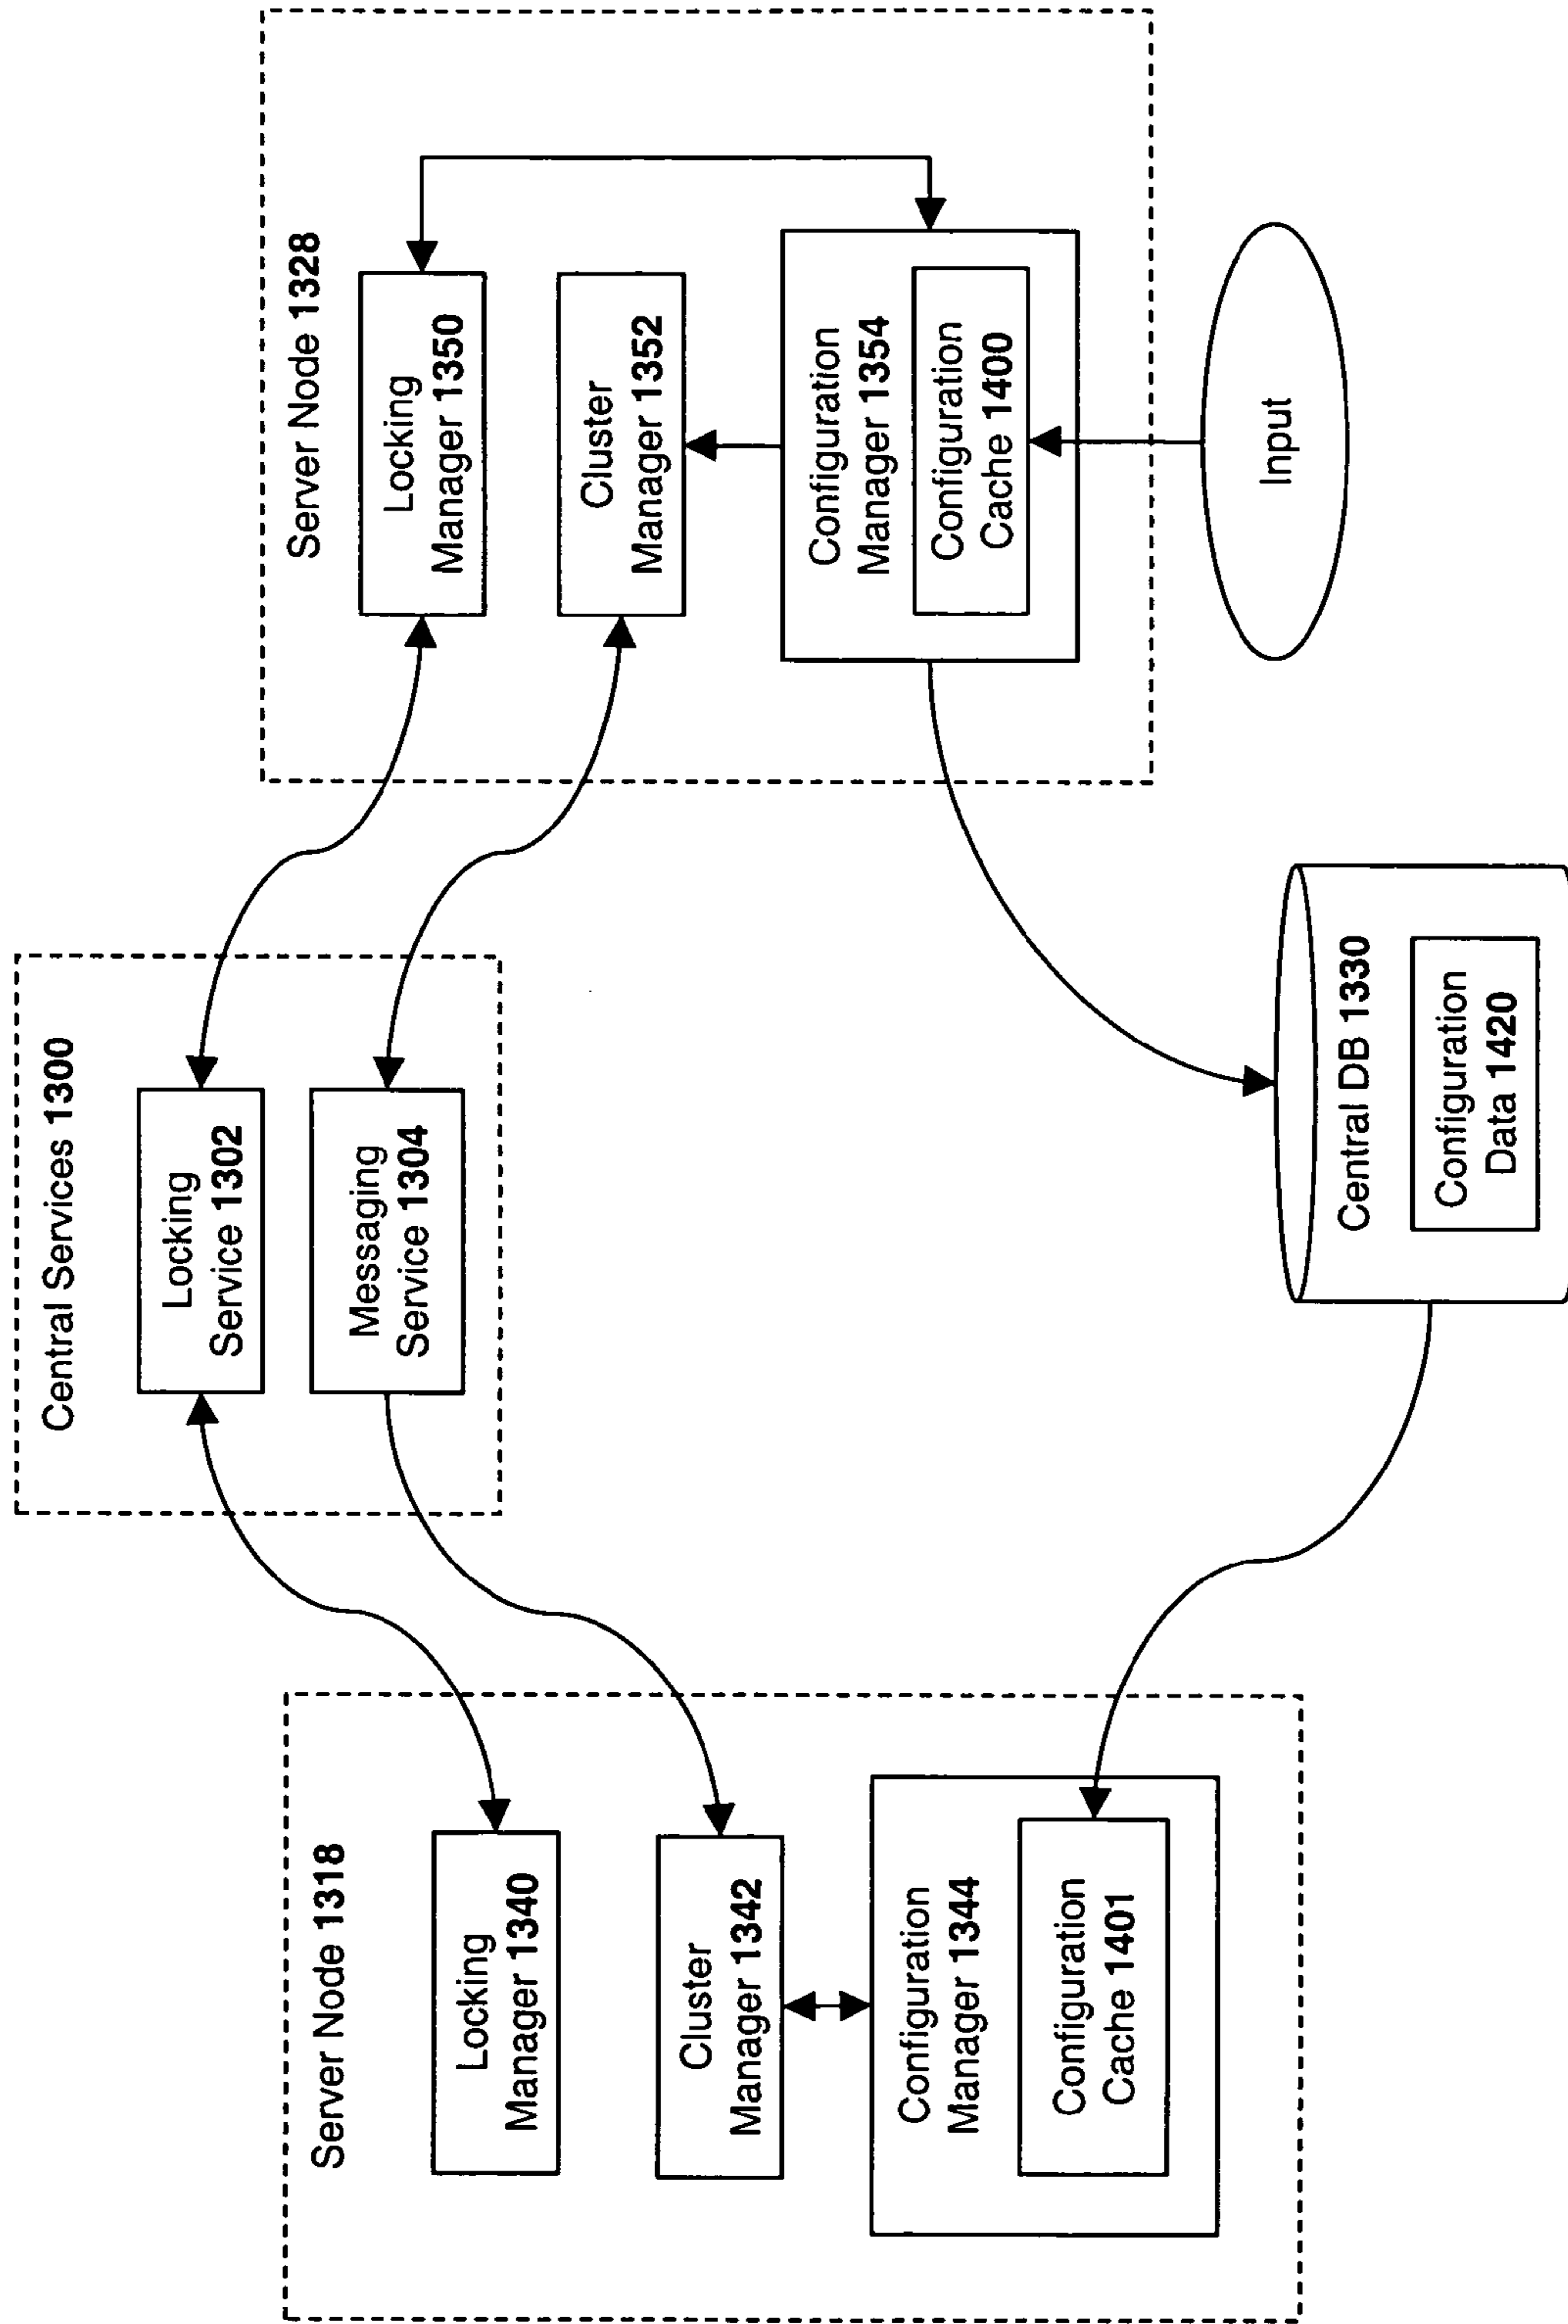 Central Services 1300
Locking
Service 1302
Messaging
Service 1304
Server Node 1318
Locking
Manager 1340
Cluster
Manager 1342
Configuration
Manager 1344
Configuration
Cache 1401
Server Node 1328
Locking
Manager 1350
Cluster
Manager 1352
Configuration
Manager 1354
Configuration
Cache 1400
Central DB 1330
Configuration
Data 1420
Input